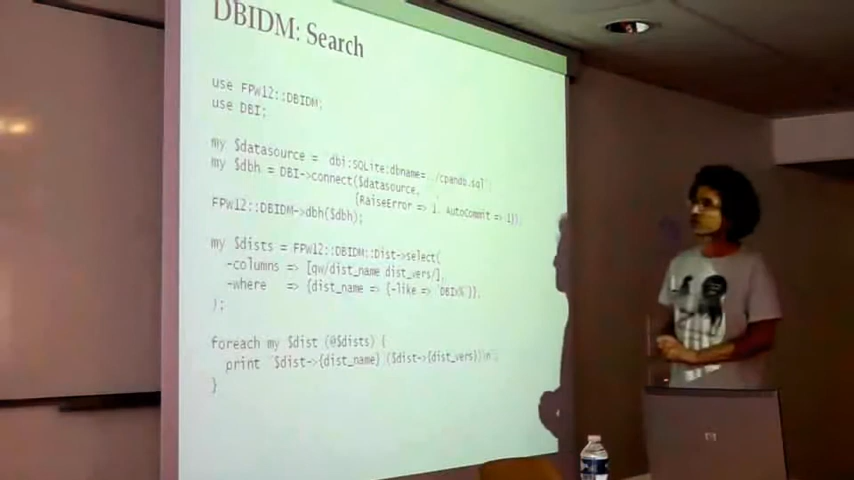 DBIDM: Search
use FPW12::DBIDM;
use DBI;
my $datasource = 'dbi:SQLite:dbname=../cpandb.sql';
my $dbh = DBI->connect($datasource, '',
{RaiseError => 1, AutoCommit => 1});
FPW12::DBIDM->dbh($dbh);
my $dists = FPW12::DBIDM::Dist->select(
-columns => [qw/dist_name dist_vers/],
-where => {dist_name => {-like => 'DBIx%'}},
);
foreach my $dist (@$dists) {
print "$dist->{dist_name} ($dist->{dist_vers})\n";
}